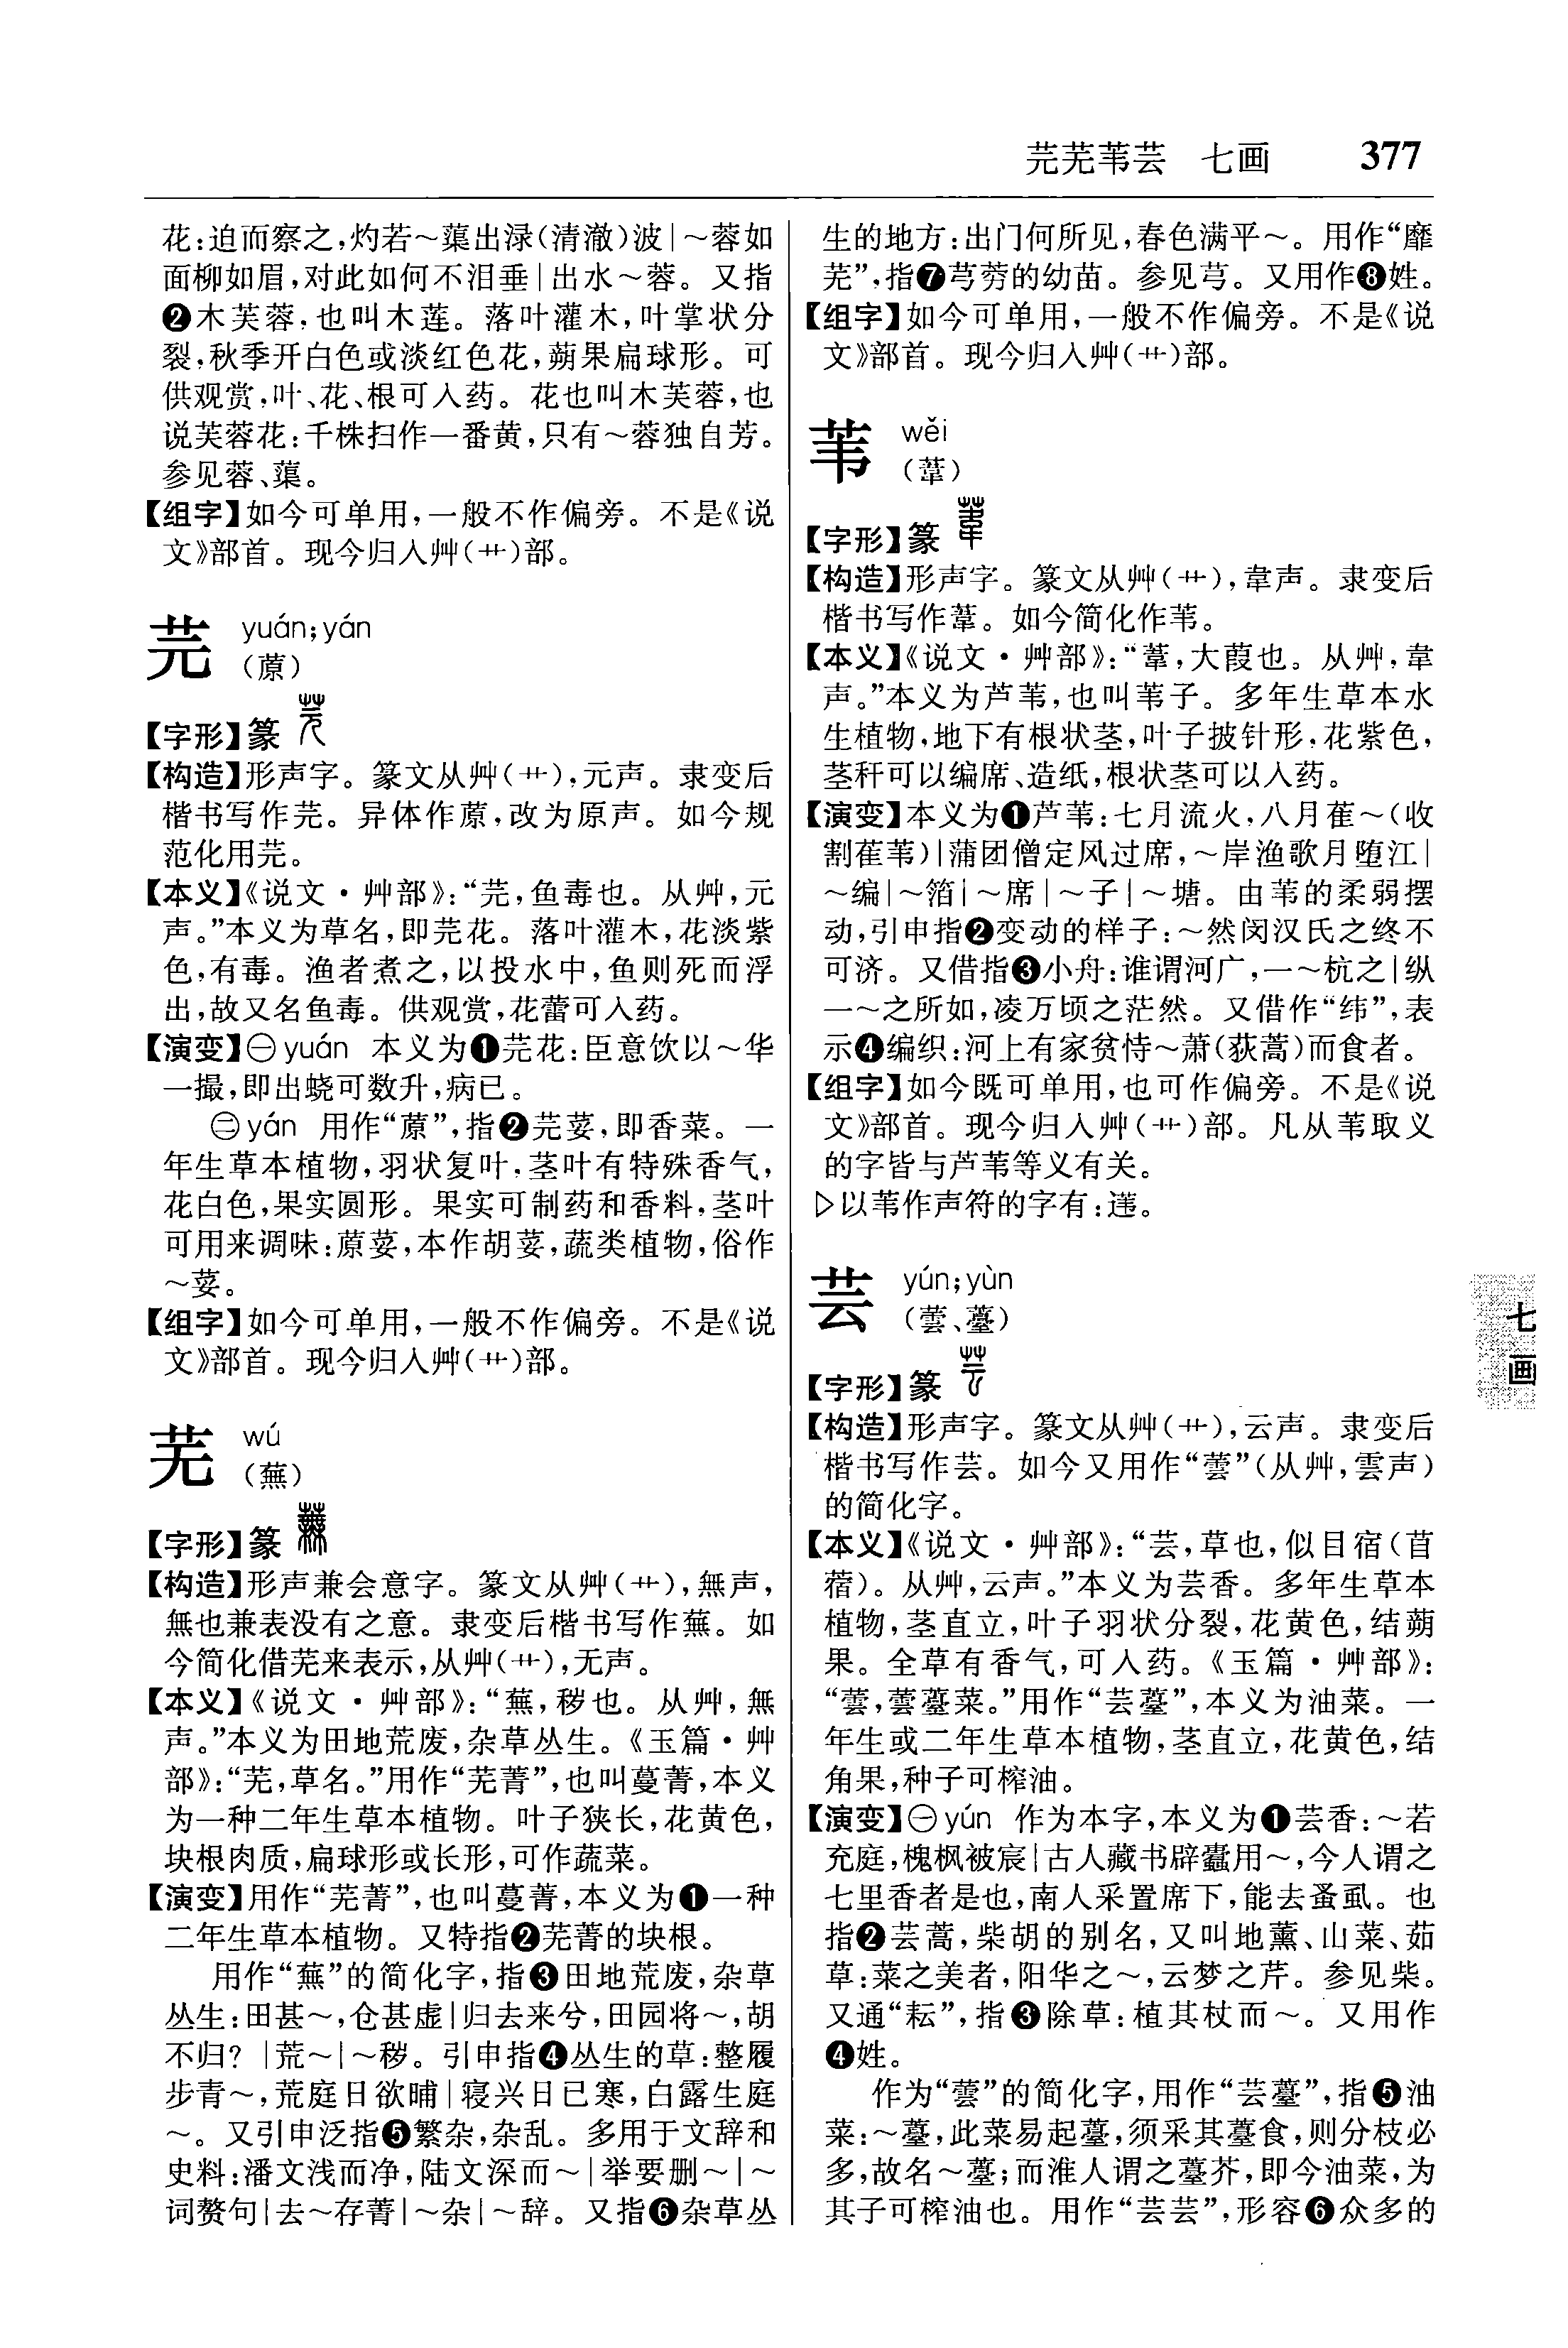 芫芜苇芸 七画 377
花:迫而察之,灼若～蕖出渌(清澈)波|～蓉如
面柳如眉,对此如何不泪垂|出水～蓉。又指
❷木芙蓉,也叫木莲。落叶灌木,叶掌状分
裂,秋季开白色或淡红色花,蒴果扁球形。可
供观赏,叶、花、根可入药。花也叫木芙蓉,也
说芙蓉花:千株扫作一番黄,只有～蓉独自芳。
参见蓉、蕖。
【组字】如今可单用,一般不作偏旁。不是《说
文》部首。现今归入艸(艹)部。
芫 yuán;yán
(蒝)
【字形】篆
【构造】形声字。篆文从艸(艹),元声。隶变后
楷书写作芫。异体作蒝,改为原声。如今规
范化用芫。
【本义】《说文·艸部》:“芫,鱼毒也。从艸,元
声。”本义为草名,即芫花。落叶灌木,花淡紫
色,有毒。渔者煮之,以投水中,鱼则死而浮
出,故又名鱼毒。供观赏,花蕾可入药。
【演变】㊀yuán 本义为❶芫花:臣意饮以～华
一撮,即出蛲可数升,病已。
㊁yán 用作“蒝”,指❷芫荽,即香菜。一
年生草本植物,羽状复叶,茎叶有特殊香气,
花白色,果实圆形。果实可制药和香料,茎叶
可用来调味:蒝荽,本作胡荽,蔬类植物,俗作
～荽。
【组字】如今可单用,一般不作偏旁。不是《说
文》部首。现今归入艸(艹)部。
芜 wú
(蕪)
【字形】篆
【构造】形声兼会意字。篆文从艸(艹),無声,
無也兼表没有之意。隶变后楷书写作蕪。如
今简化借芜来表示,从艸(艹),无声。
【本义】《说文·艸部》:“蕪,秽也。从艸,無
声。”本义为田地荒废,杂草丛生。《玉篇·艸
部》:“芜,草名。”用作“芜菁”,也叫蔓菁,本义
为一种二年生草本植物。叶子狭长,花黄色,
块根肉质,扁球形或长形,可作蔬菜。
【演变】用作“芜菁”,也叫蔓菁,本义为❶一种
二年生草本植物。又特指❷芜菁的块根。
用作“蕪”的简化字,指❸田地荒废,杂草
丛生:田甚～,仓甚虚|归去来兮,田园将～,胡
不归?|荒～|～秽。引申指❹丛生的草:整履
步青～,荒庭日欲晡|寝兴日已寒,白露生庭
～。又引申泛指❺繁杂,杂乱。多用于文辞和
史料:潘文浅而净,陆文深而～|举要删～|～
词赘句|去～存菁|～杂|～辞。又指❻杂草丛
生的地方:出门何所见,春色满平～。用作“靡
芜”,指❼芎䓖的幼苗。参见芎。又用作❽姓。
【组字】如今可单用,一般不作偏旁。不是《说
文》部首。现今归入艸(艹)部。
苇 wěi
(葦)
【字形】篆
【构造】形声字。篆文从艸(艹),韋声。隶变后
楷书写作葦。如今简化作苇。
【本义】《说文·艸部》:“葦,大葭也。从艸,韋
声。”本义为芦苇,也叫苇子。多年生草本水
生植物,地下有根状茎,叶子披针形,花紫色,
茎秆可以编席、造纸,根状茎可以入药。
【演变】本义为❶芦苇:七月流火,八月萑～(收
割萑苇)|蒲团僧定风过席,～岸渔歌月堕江|
～编|～箔|～席|～子|～塘。由苇的柔弱摆
动,引申指❷变动的样子:～然闵汉氏之终不
可济。又借指❸小舟:谁谓河广,一～杭之|纵
一～之所如,凌万顷之茫然。又借作“纬”,表
示❹编织:河上有家贫恃～萧(荻蒿)而食者。
【组字】如今既可单用,也可作偏旁。不是《说
文》部首。现今归入艸(艹)部。凡从苇取义
的字皆与芦苇等义有关。
▷以苇作声符的字有:㵒。
芸 yún;yùn
(蕓、薹)
【字形】篆
【构造】形声字。篆文从艸(艹),云声。隶变后
楷书写作芸。如今又用作“蕓”(从艸,雲声)
的简化字。
【本义】《说文·艸部》:“芸,草也,似目宿(苜
蓿)。从艸,云声。”本义为芸香。多年生草本
植物,茎直立,叶子羽状分裂,花黄色,结蒴
果。全草有香气,可入药。《玉篇·艸部》:
“蕓,蕓薹菜。”用作“芸薹”,本义为油菜。一
年生或二年生草本植物,茎直立,花黄色,结
角果,种子可榨油。
【演变】㊀yún 作为本字,本义为❶芸香:～若
充庭,槐枫被宸|古人藏书辟蠹用～,今人谓之
七里香者是也,南人采置席下,能去蚤虱。也
指❷芸蒿,柴胡的别名,又叫地薰、山菜、茹
草:菜之美者,阳华之～,云梦之芹。参见柴。
又通“耘”,指❸除草:植其杖而～。又用作
❹姓。
作为“蕓”的简化字,用作“芸薹”,指❺油
菜:～薹,此菜易起薹,须采其薹食,则分枝必
多,故名～薹;而淮人谓之薹芥,即今油菜,为
其子可榨油也。用作“芸芸”,形容❻众多的
七画